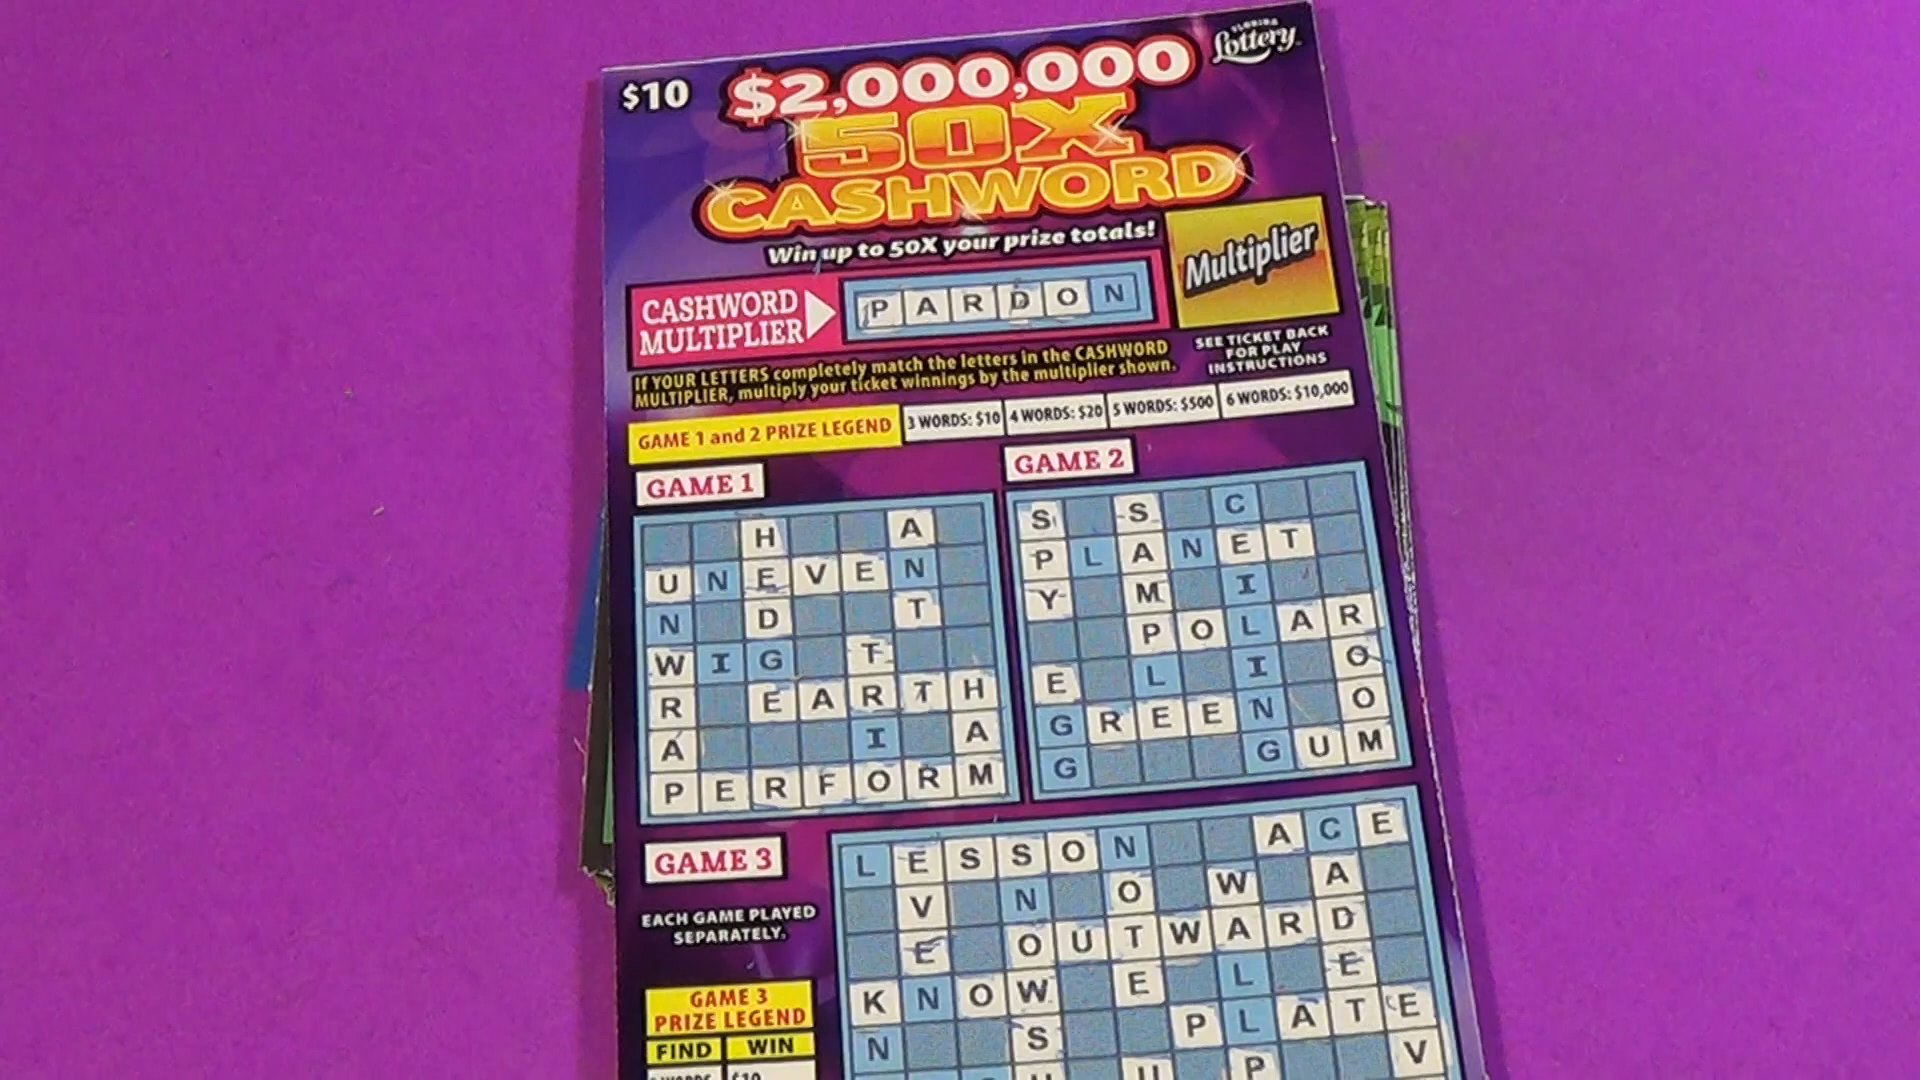 $10
$2,000,000
FLORIDA
Lottery
50X
CASHWORD
Win up to 50X your prize totals!
Multiplier
CASHWORD
MULTIPLIER
P A R D O N
SEE TICKET BACK
FOR PLAY
INSTRUCTIONS
If YOUR LETTERS completely match the letters in the CASHWORD
MULTIPLIER, multiply your ticket winnings by the multiplier shown.
GAME 1 and 2 PRIZE LEGEND
3 WORDS: $10
4 WORDS: $20
5 WORDS: $500
6 WORDS: $10,000
GAME 1
H A
U N E V E N
N D T
W I G T
R E A R T H
A I A
P E R F O R M
GAME 2
S S C
P L A N E T
Y M I
P O L A R
E L I O
G R E E N O
G G U M
GAME 3
EACH GAME PLAYED
SEPARATELY.
GAME 3
PRIZE LEGEND
FIND WIN
$10
L E S S O N A C E
V N O W A
E O U T W A R D
K N O W E L E
N S P L A T E
U U P V